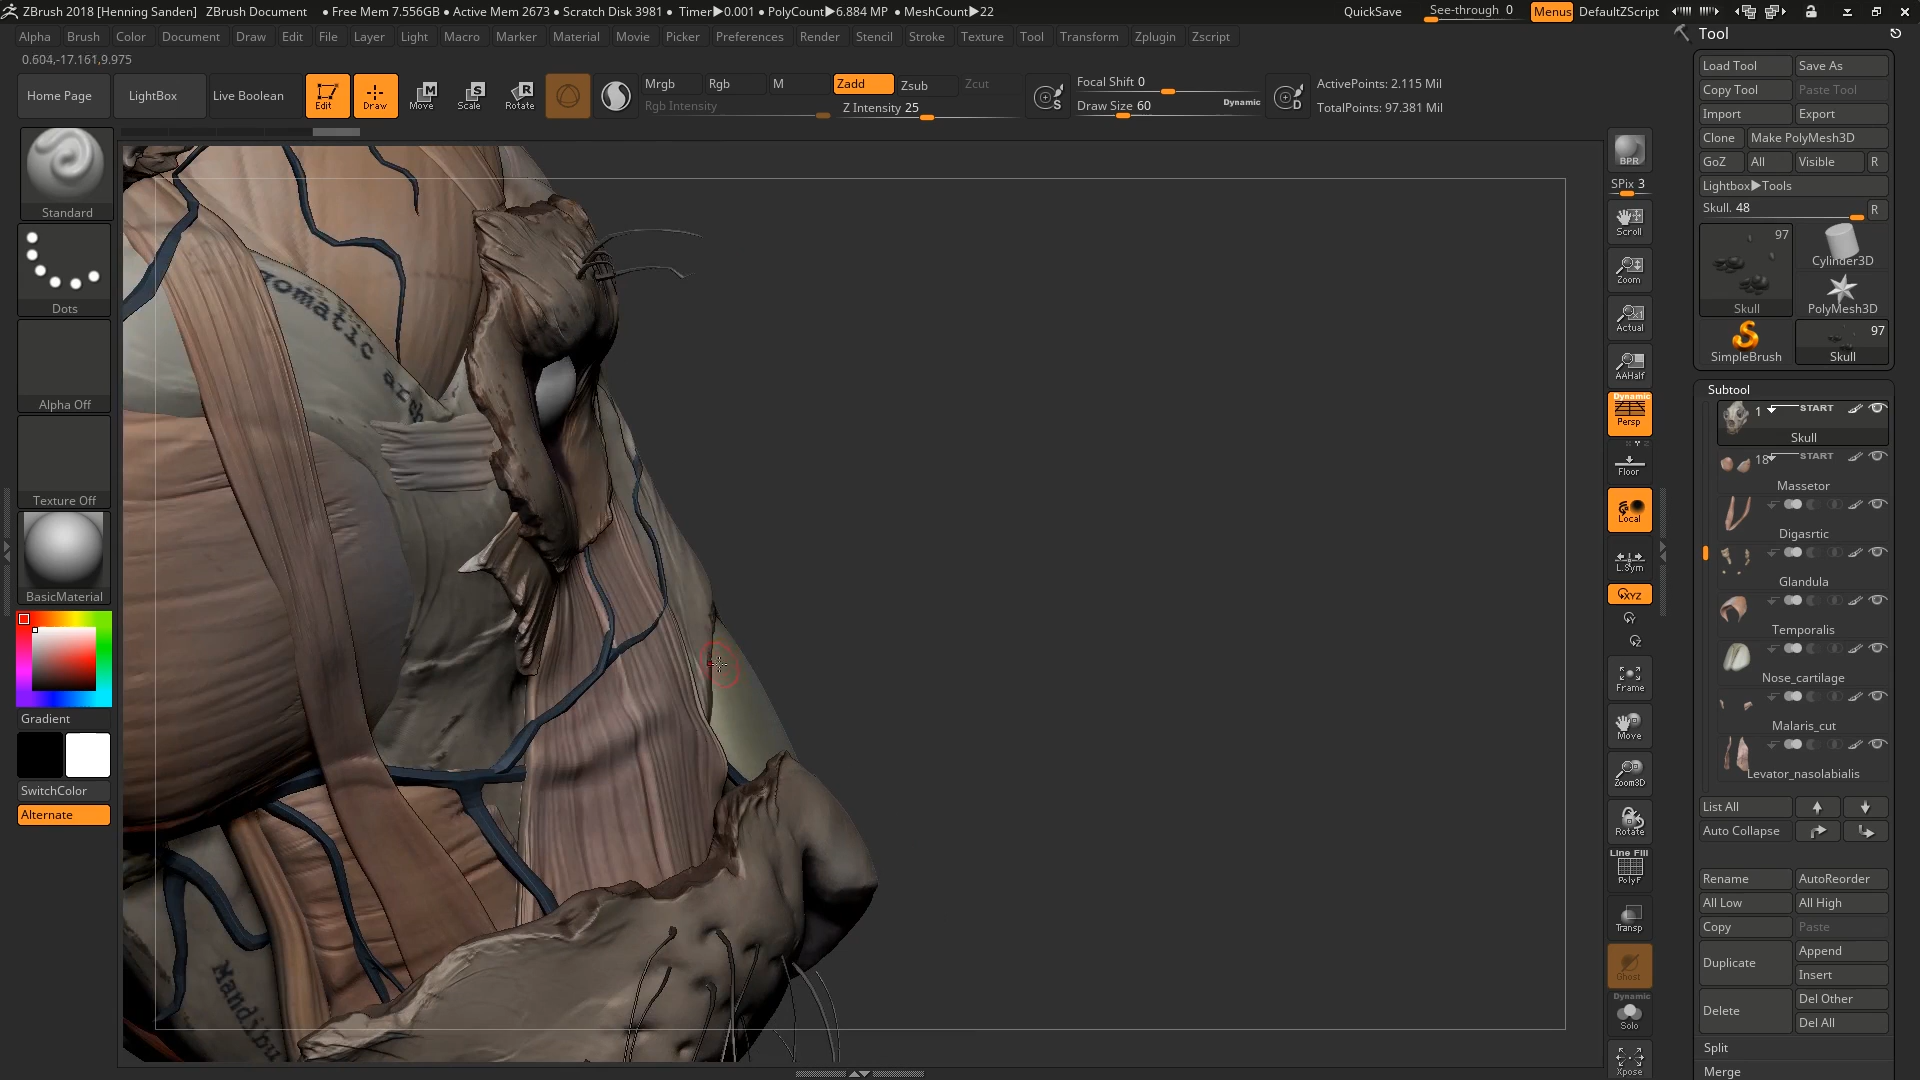 ZBrush 2018 [Henning Sanden] ZBrush Document • Free Mem 7.556GB • Active Mem 2673 • Scratch Disk 3981 • Timer▶0.001 • PolyCount▶6.884 MP • MeshCount▶22 QuickSave See-through 0 Menus DefaultZScript
Alpha Brush Color Document Draw Edit File Layer Light Macro Marker Material Movie Picker Preferences Render Stencil Stroke Texture Tool Transform Zplugin Zscript
0.604,-17.161,9.975
Home Page LightBox Live Boolean Edit Draw Move Scale Rotate
Mrgb Rgb M Zadd Zsub Zcut
Rgb Intensity Z Intensity 25
S Focal Shift 0
Draw Size 60 Dynamic
D ActivePoints: 2.115 Mil
TotalPoints: 97.381 Mil
Standard
Dots
Alpha Off
Texture Off
BasicMaterial
Gradient
SwitchColor
Alternate
zomatic
arch
Mandibu
BPR
SPix 3
Scroll
Zoom
Actual
AAHalf
Dynamic
Persp
Floor
Local
L.Sym
XYZ
Y
Z
Frame
Move
Zoom3D
Rotate
Line Fill
PolyF
Transp
Ghost
Dynamic
Solo
Xpose
Tool
Load Tool Save As
Copy Tool Paste Tool
Import Export
Clone Make PolyMesh3D
GoZ All Visible R
Lightbox▶Tools
Skull. 48 R
97
Skull
Cylinder3D
PolyMesh3D
SimpleBrush
97
Skull
Subtool
1 START
Skull
18 START
Massetor
Digasrtic
Glandula
Temporalis
Nose_cartilage
Malaris_cut
Levator_nasolabialis
List All
Auto Collapse
Rename AutoReorder
All Low All High
Copy Paste
Duplicate Append
Insert
Delete Del Other
Del All
Split
Merge